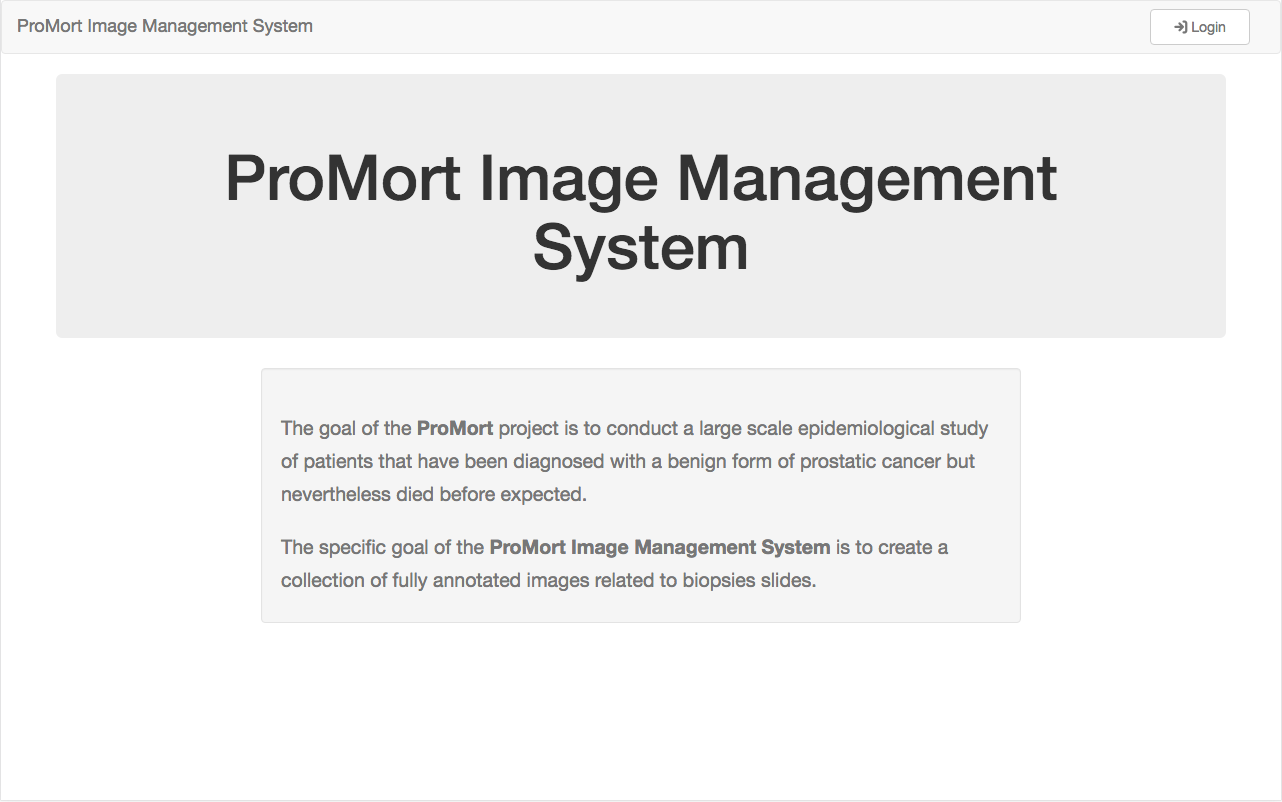 ProMort Image Management System
Login
ProMort Image Management
System
The goal of the ProMort project is to conduct a large scale epidemiological study
of patients that have been diagnosed with a benign form of prostatic cancer but
nevertheless died before expected.
The specific goal of the ProMort Image Management System is to create a
collection of fully annotated images related to biopsies slides.